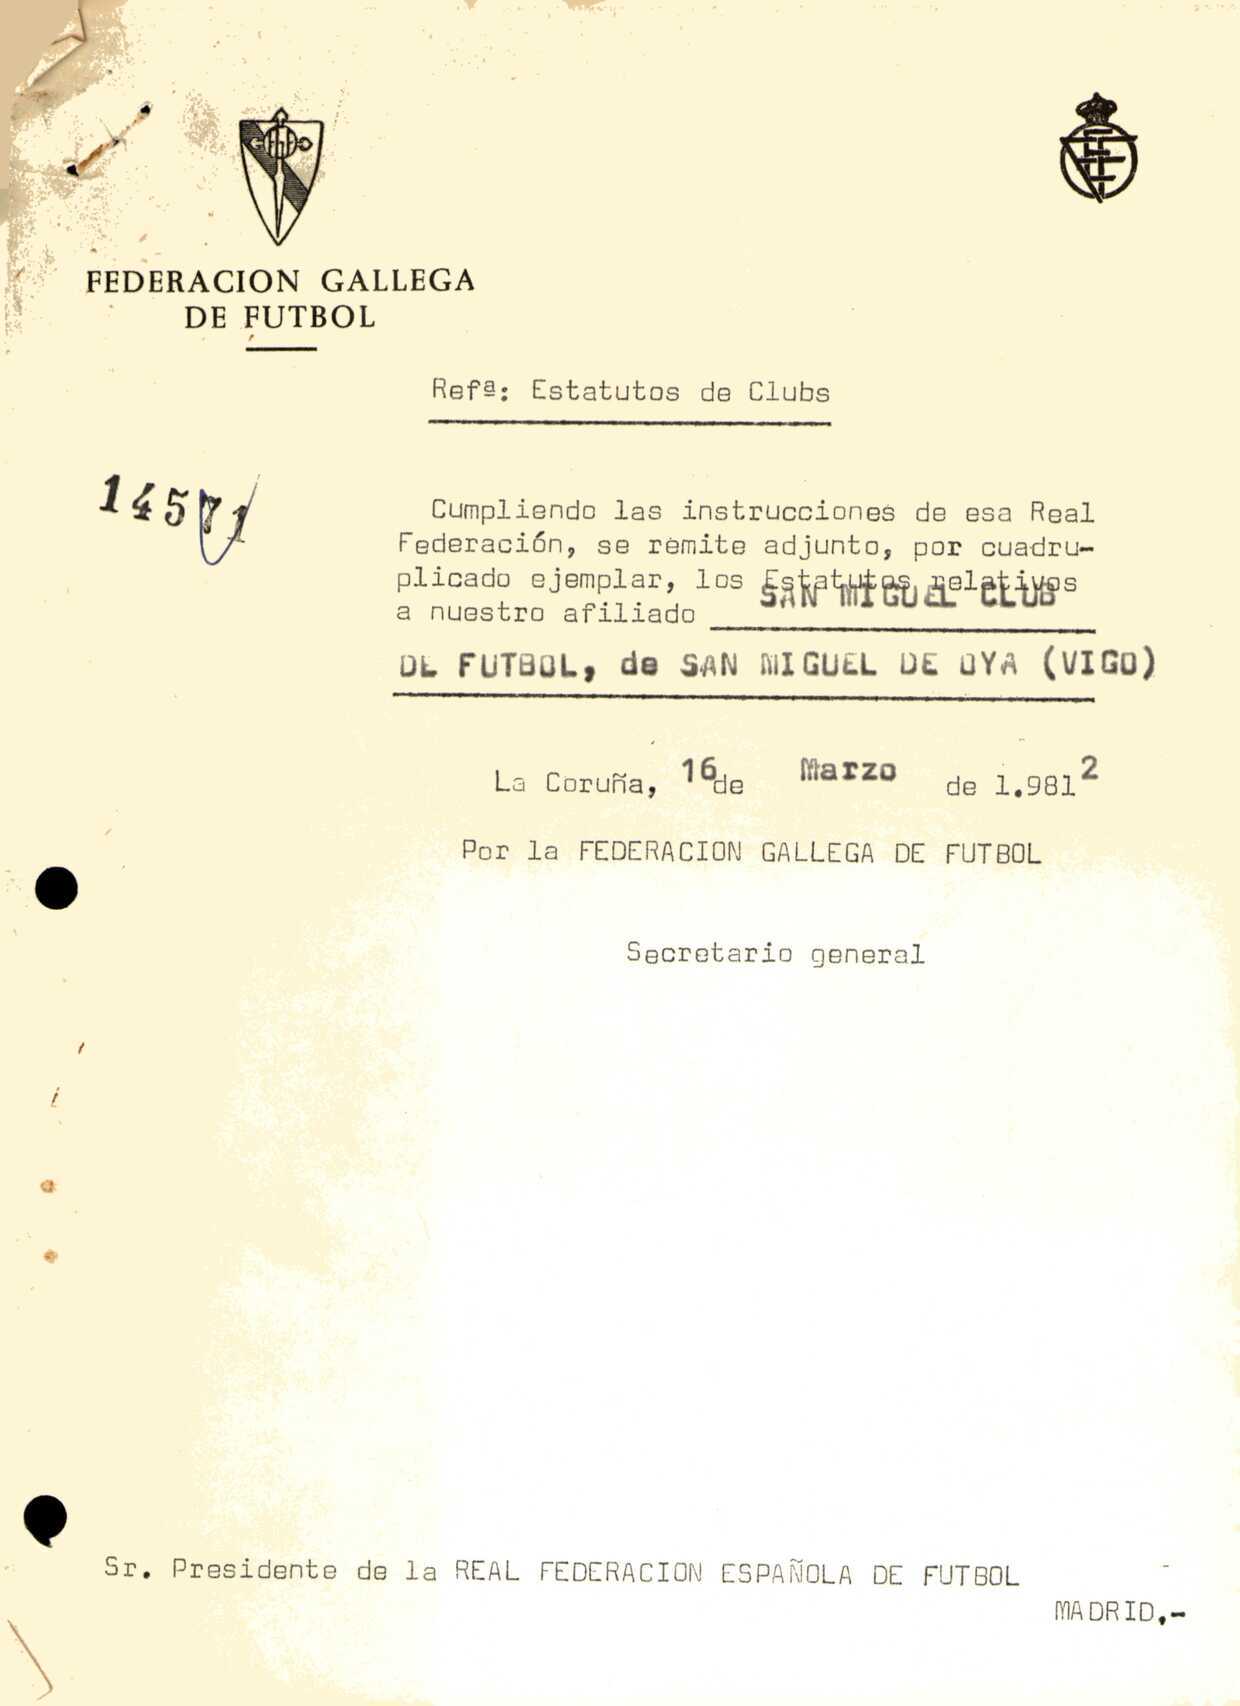 FEDERACION GALLEGA
DE FUTBOL
Refª: Estatutos de Clubs
14571
Cumpliendo las instrucciones de esa Real
Federación, se remite adjunto, por cuadru-
plicado ejemplar, los Estatutos relativos
a nuestro afiliado SAN MIGUEL CLUB
DE FUTBOL, de SAN MIGUEL DE OYA (VIGO)
La Coruña, 16 de Marzo de 1.981 2
Por la FEDERACION GALLEGA DE FUTBOL
Secretario general
Sr. Presidente de la REAL FEDERACION ESPAÑOLA DE FUTBOL
MADRID.-